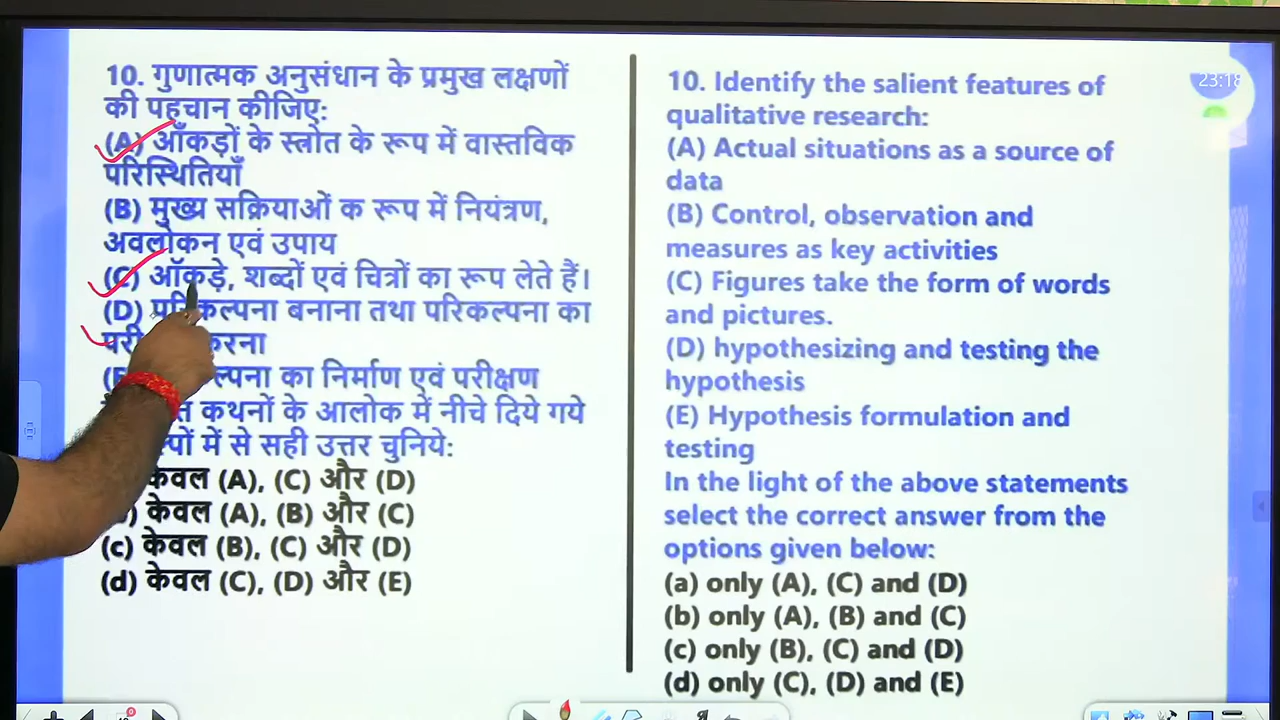 10. गुणात्मक अनुसंधान के प्रमुख लक्षणों
की पहचान कीजिए:
(A) आँकड़ों के स्त्रोत के रूप में वास्तविक
परिस्थितियाँ
(B) मुख्य सक्रियाओं क रूप में नियंत्रण,
अवलोकन एवं उपाय
(C) आँकड़े, शब्दों एवं चित्रों का रूप लेते हैं।
(D) परिकल्पना बनाना तथा परिकल्पना का
करना
का निर्माण एवं परीक्षण
कथनों के आलोक में नीचे दिये गये
में से सही उत्तर चुनिये:
केवल (A), (C) और (D)
केवल (A), (B) और (C)
(c) केवल (B), (C) और (D)
(d) केवल (C), (D) और (E)
10. Identify the salient features of
qualitative research:
(A) Actual situations as a source of
data
(B) Control, observation and
measures as key activities
(C) Figures take the form of words
and pictures.
(D) hypothesizing and testing the
hypothesis
(E) Hypothesis formulation and
testing
In the light of the above statements
select the correct answer from the
options given below:
(a) only (A), (C) and (D)
(b) only (A), (B) and (C)
(c) only (B), (C) and (D)
(d) only (C), (D) and (E)
23:18